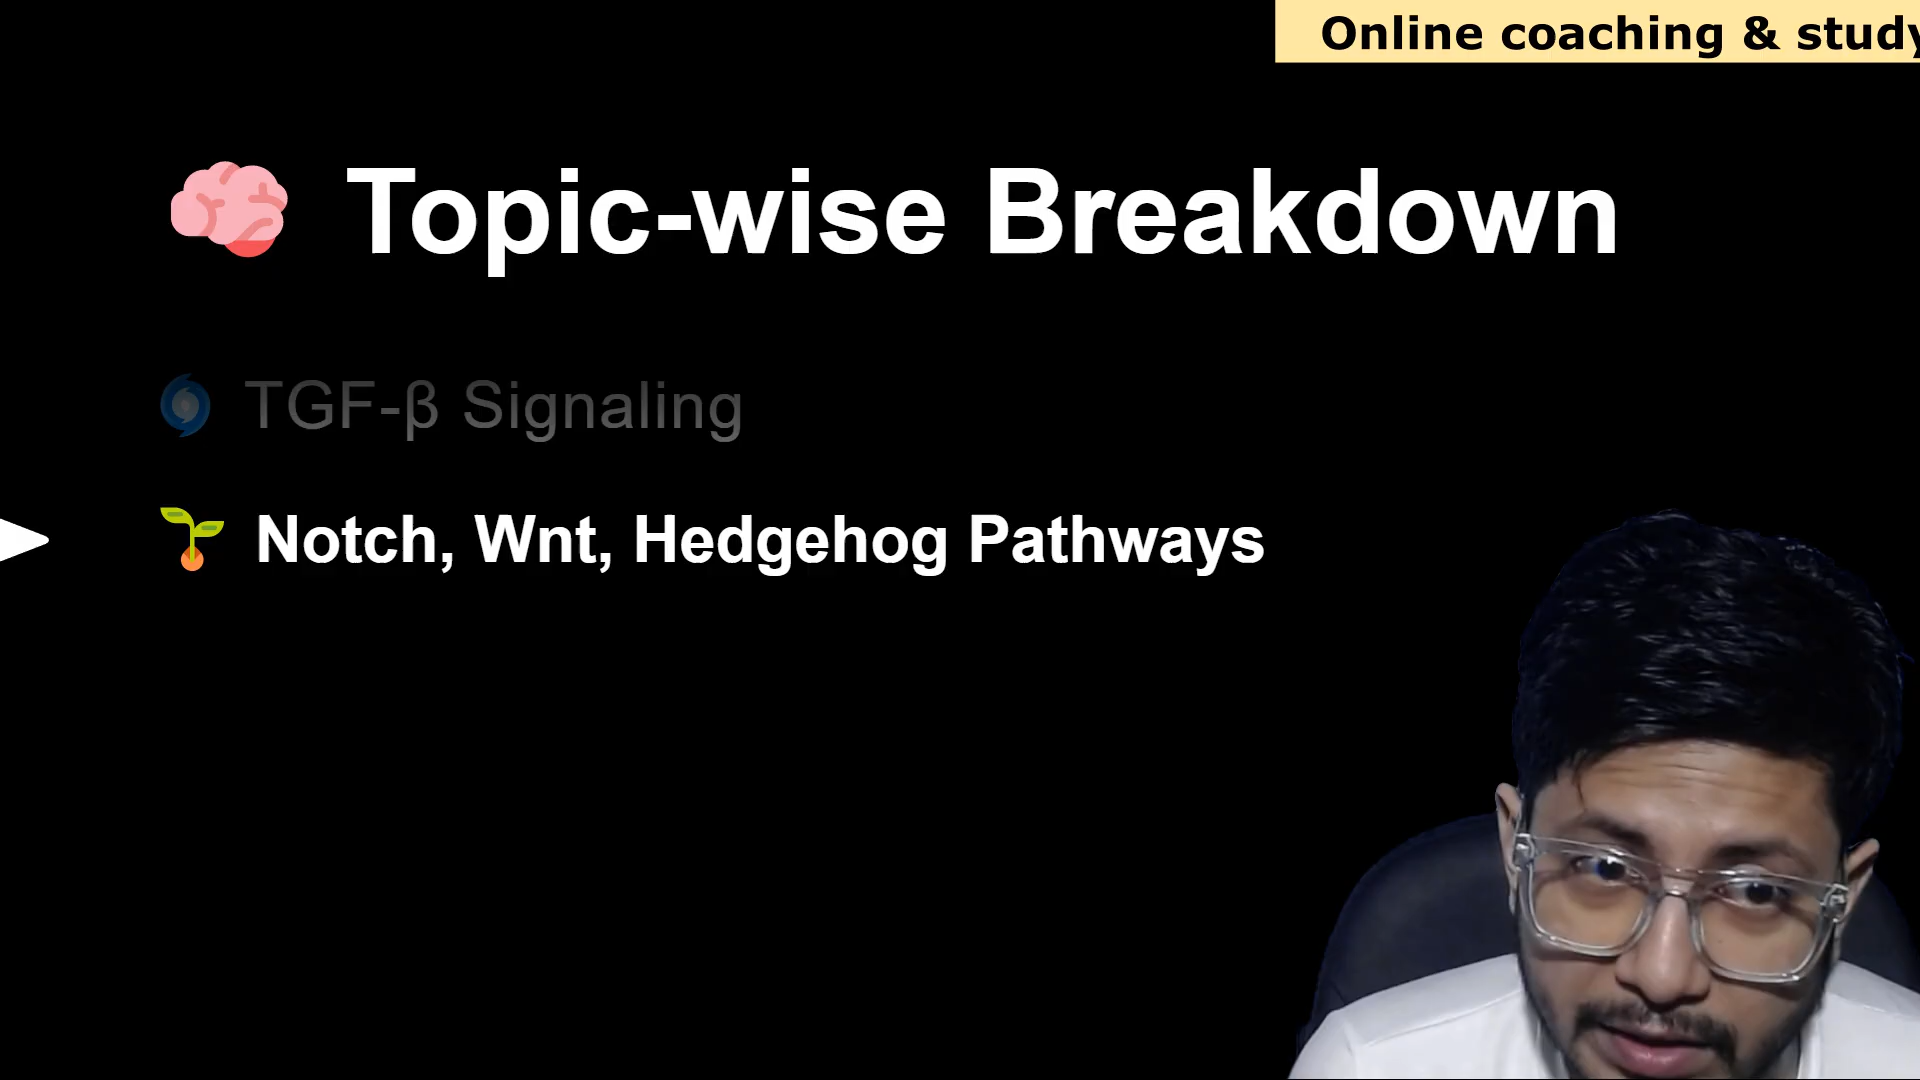 Online coaching & study
Topic-wise Breakdown
TGF-β Signaling
Notch, Wnt, Hedgehog Pathways